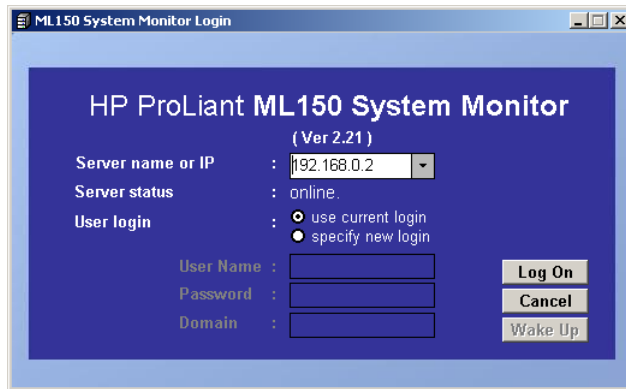 ML150 System Monitor Login
HP ProLiant ML150 System Monitor
( Ver 2.21 )
Server name or IP : 192.168.0.2
Server status : online.
User login : use current login
specify new login
User Name :
Password :
Domain :
Log On
Cancel
Wake Up